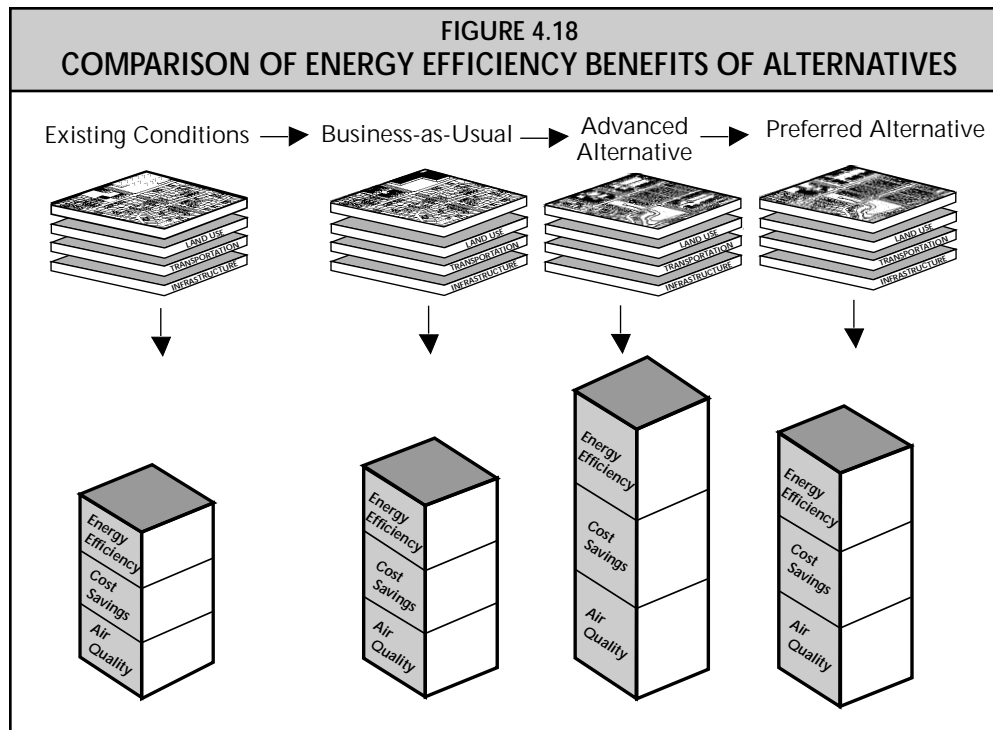 FIGURE 4.18
COMPARISON OF ENERGY EFFICIENCY BENEFITS OF ALTERNATIVES
Existing Conditions
Business-as-Usual
Advanced
Alternative
Preferred Alternative
LAND USE
TRANSPORTATION
INFRASTRUCTURE
LAND USE
TRANSPORTATION
INFRASTRUCTURE
LAND USE
TRANSPORTATION
INFRASTRUCTURE
LAND USE
TRANSPORTATION
INFRASTRUCTURE
Energy
Efficiency
Cost
Savings
Air
Quality
Energy
Efficiency
Cost
Savings
Air
Quality
Energy
Efficiency
Cost
Savings
Air
Quality
Energy
Efficiency
Cost
Savings
Air
Quality